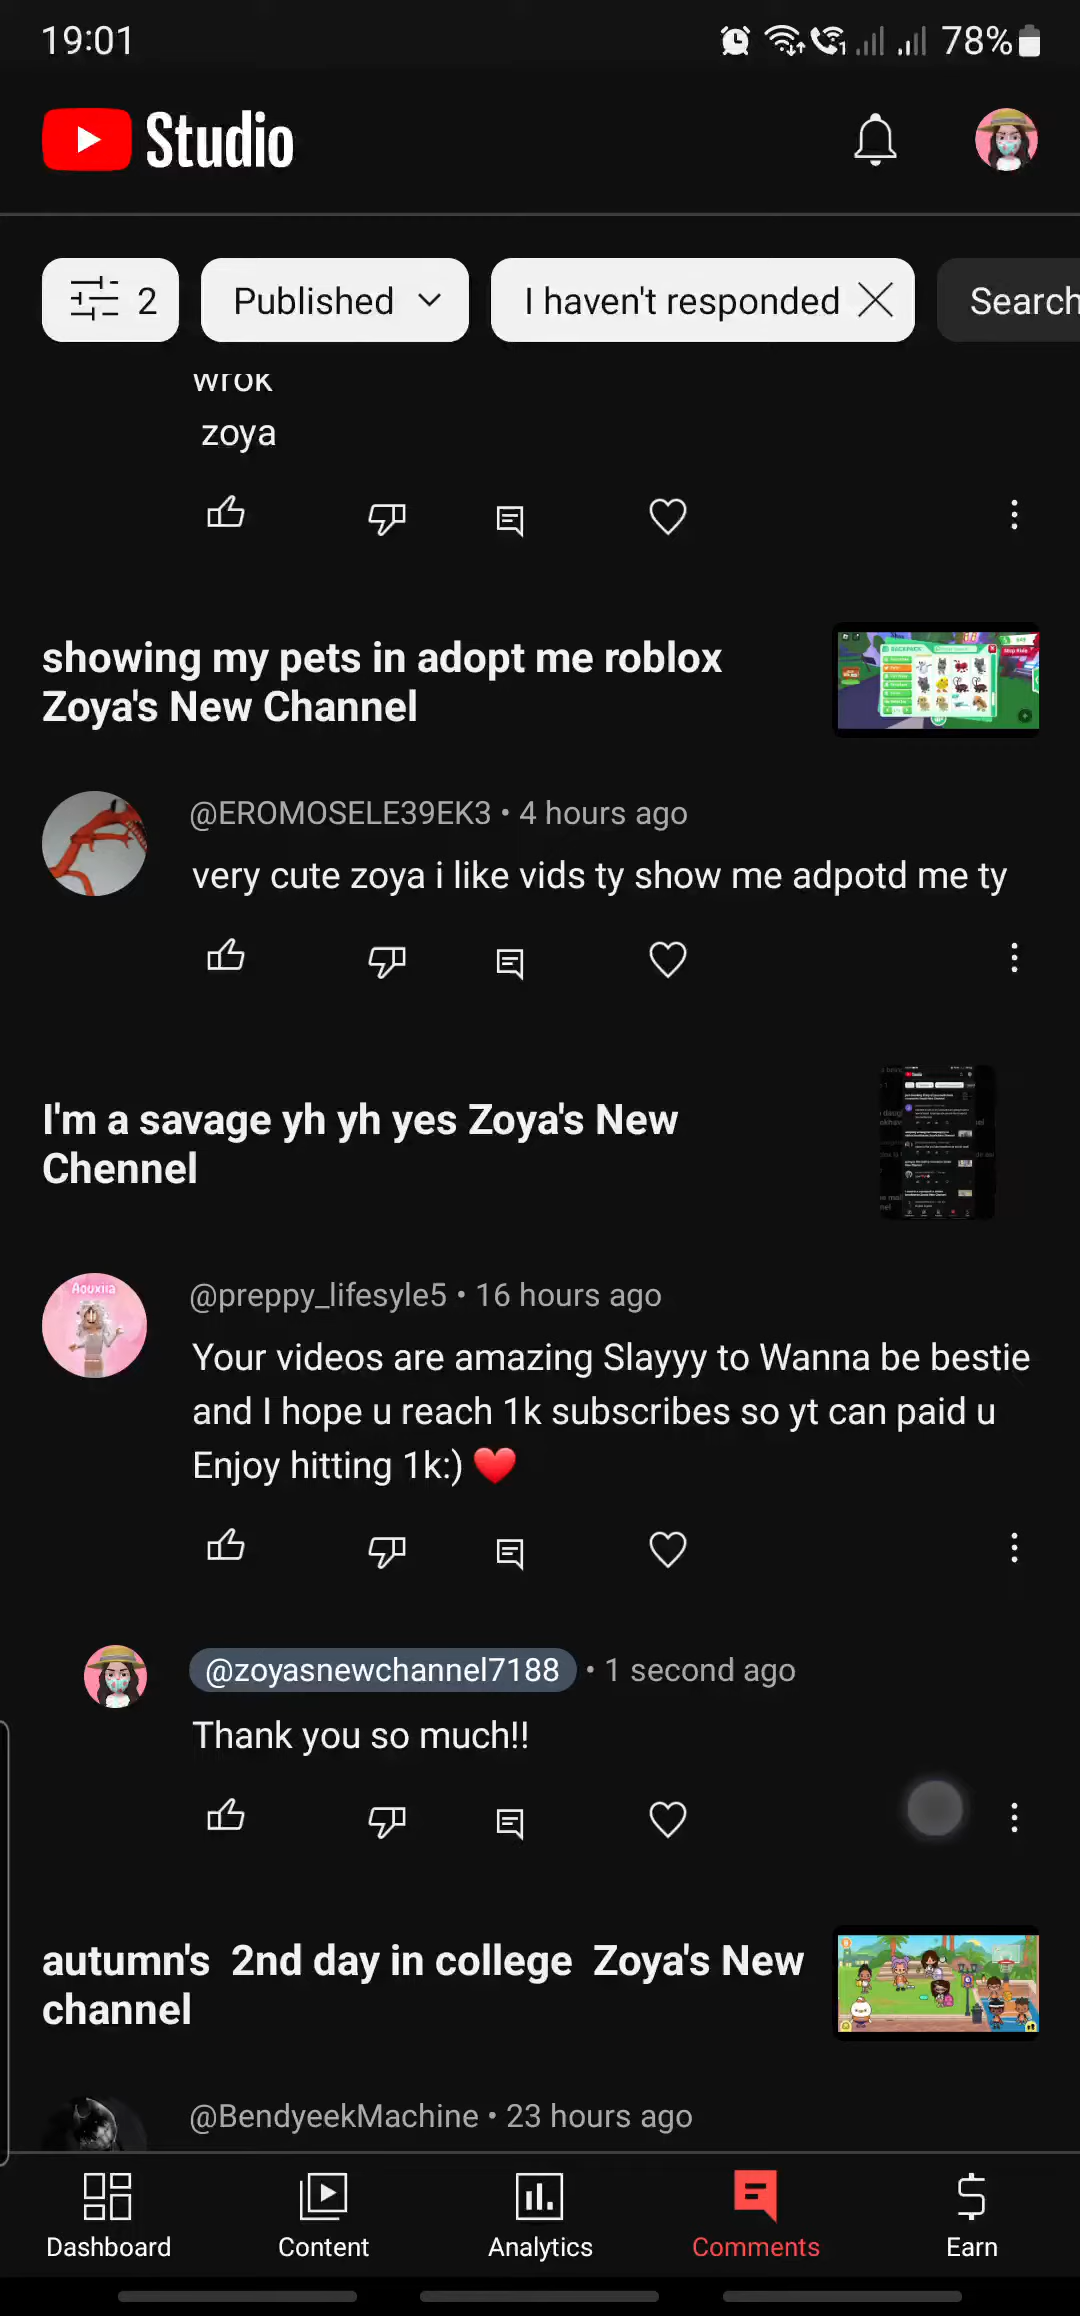 19:01
78%
Studio
2
Published
I haven't responded
Search
wrok
zoya
showing my pets in adopt me roblox
Zoya's New Channel
BACKPACK
@EROMOSELE39EK3 • 4 hours ago
very cute zoya i like vids ty show me adpotd me ty
I'm a savage yh yh yes Zoya's New
Chennel
Aouxiia
@preppy_lifesyle5 • 16 hours ago
Your videos are amazing Slayyy to Wanna be bestie
and I hope u reach 1k subscribes so yt can paid u
Enjoy hitting 1k:) ❤️
@zoyasnewchannel7188 • 1 second ago
Thank you so much!!
autumn's 2nd day in college Zoya's New
channel
@BendyeekMachine • 23 hours ago
Dashboard
Content
Analytics
Comments
Earn